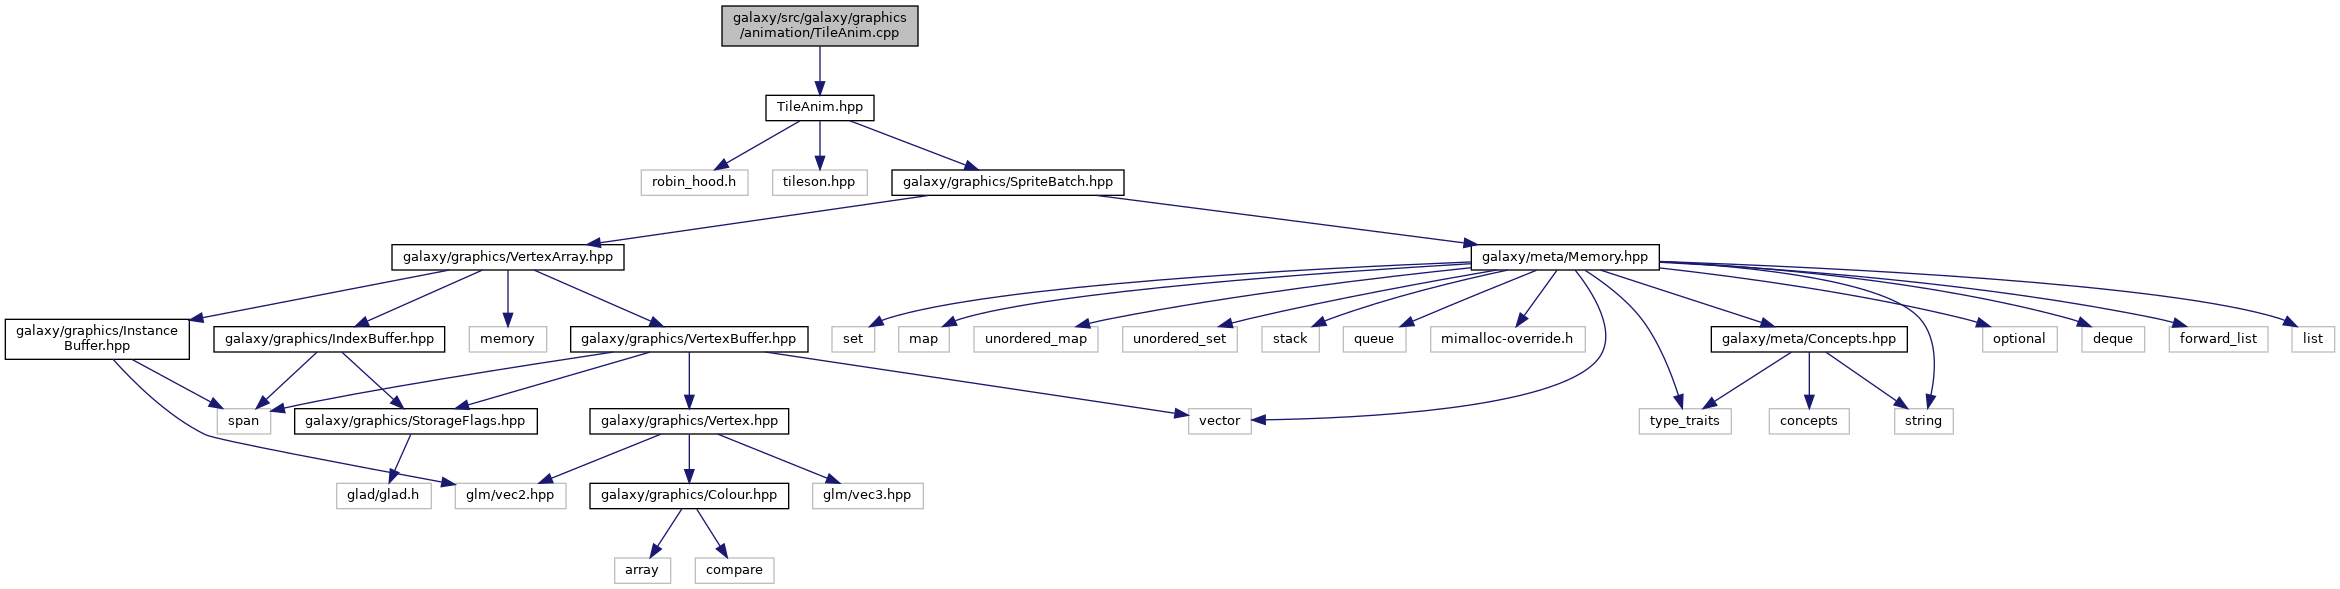 galaxy/src/galaxy/graphics
/animation/TileAnim.cpp
TileAnim.hpp
robin_hood.h
tileson.hpp
galaxy/graphics/SpriteBatch.hpp
galaxy/graphics/VertexArray.hpp
galaxy/meta/Memory.hpp
galaxy/graphics/Instance
Buffer.hpp
galaxy/graphics/IndexBuffer.hpp
memory
galaxy/graphics/VertexBuffer.hpp
set
map
unordered_map
unordered_set
stack
queue
mimalloc-override.h
galaxy/meta/Concepts.hpp
optional
deque
forward_list
list
span
galaxy/graphics/StorageFlags.hpp
galaxy/graphics/Vertex.hpp
vector
type_traits
concepts
string
glad/glad.h
glm/vec2.hpp
galaxy/graphics/Colour.hpp
glm/vec3.hpp
array
compare